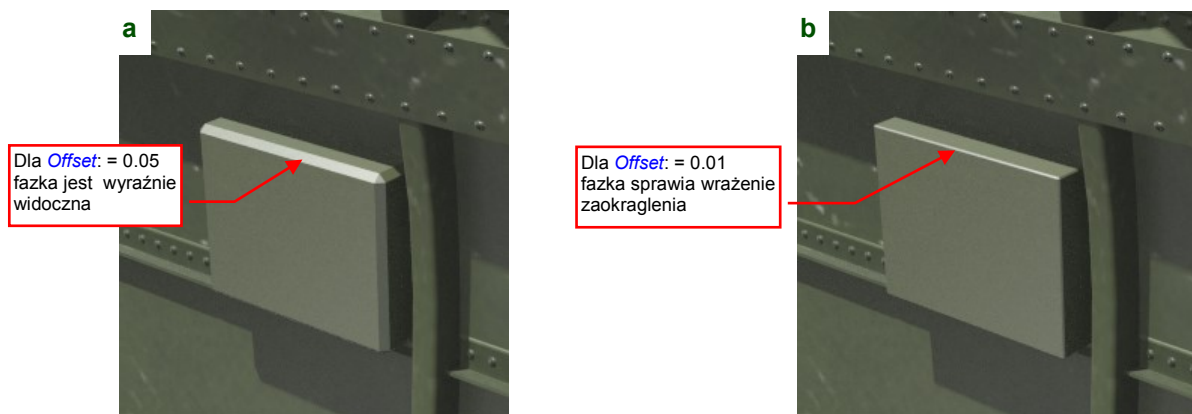 a
Dla Offset: = 0.05
fazka jest wyraźnie
widoczna
b
Dla Offset: = 0.01
fazka sprawia wrażenie
zaokraglenia